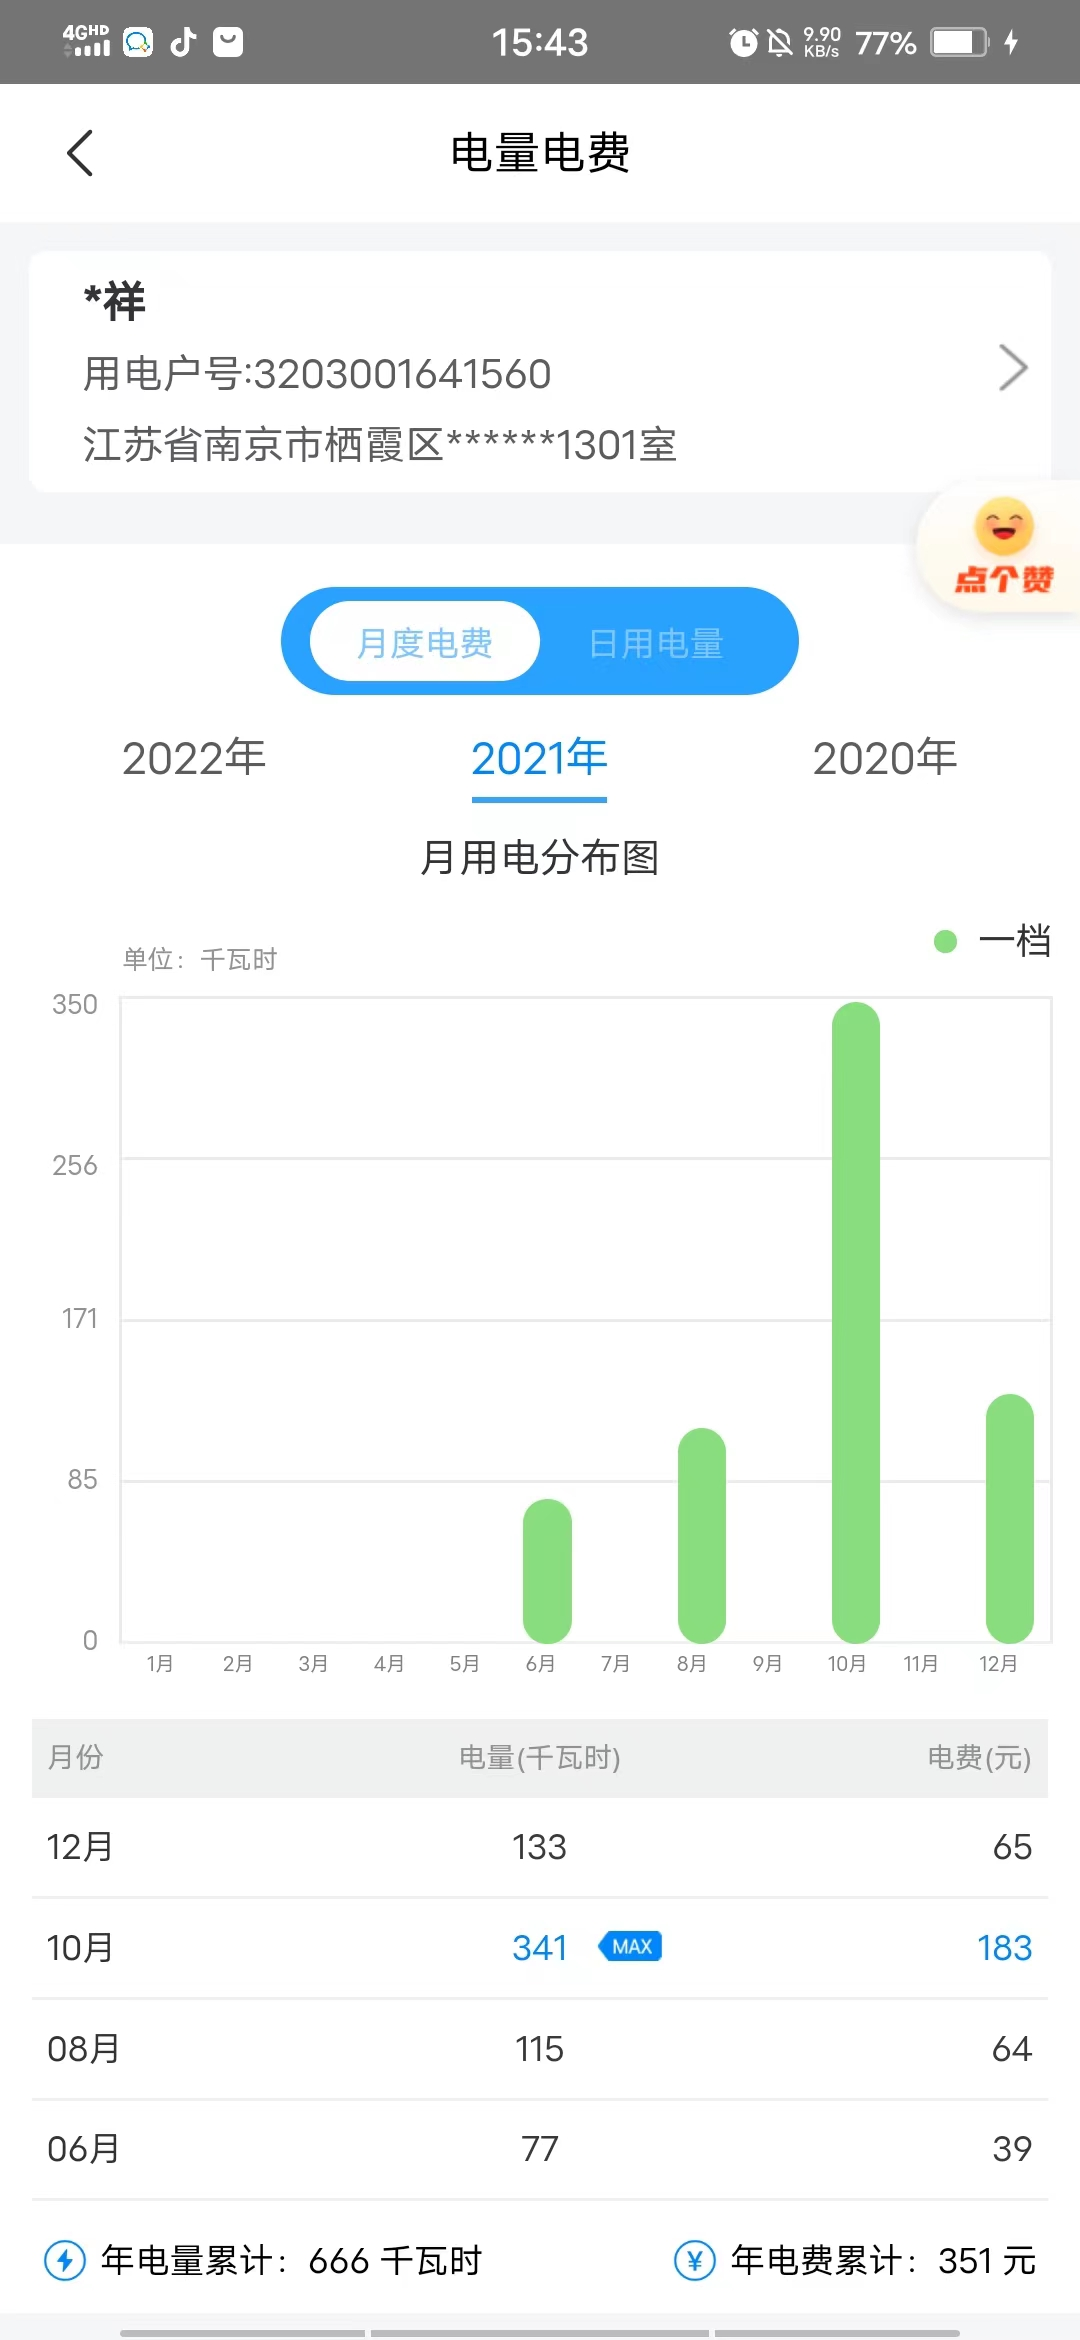 4GHD 15:43 9.90 KB/s 77%
电量电费
*祥
用电户号:3203001641560
江苏省南京市栖霞区******1301室
点个赞
月度电费 日用电量
2022年 2021年 2020年
月用电分布图
单位：千瓦时 一档
350
256
171
85
0
1月 2月 3月 4月 5月 6月 7月 8月 9月 10月 11月 12月
月份 电量(千瓦时) 电费(元)
12月 133 65
10月 341 MAX 183
08月 115 64
06月 77 39
年电量累计：666 千瓦时 ¥ 年电费累计：351 元